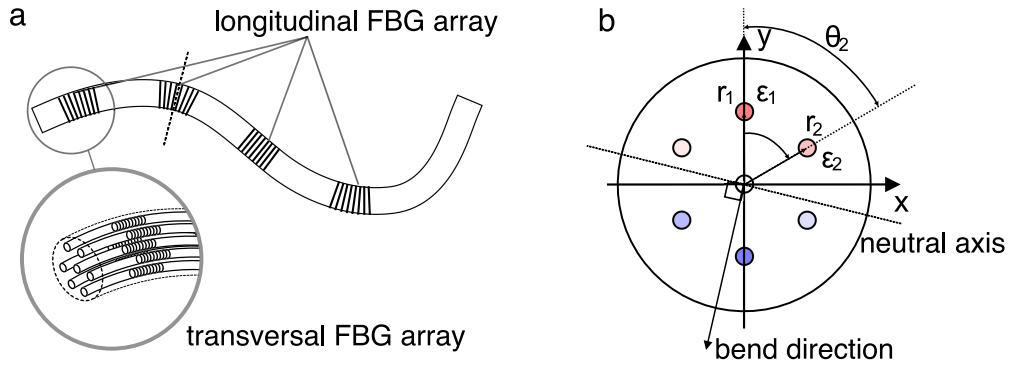 a
longitudinal FBG array
transversal FBG array
b
y
θ2
r1 ε1
r2
ε2
x
neutral axis
bend direction